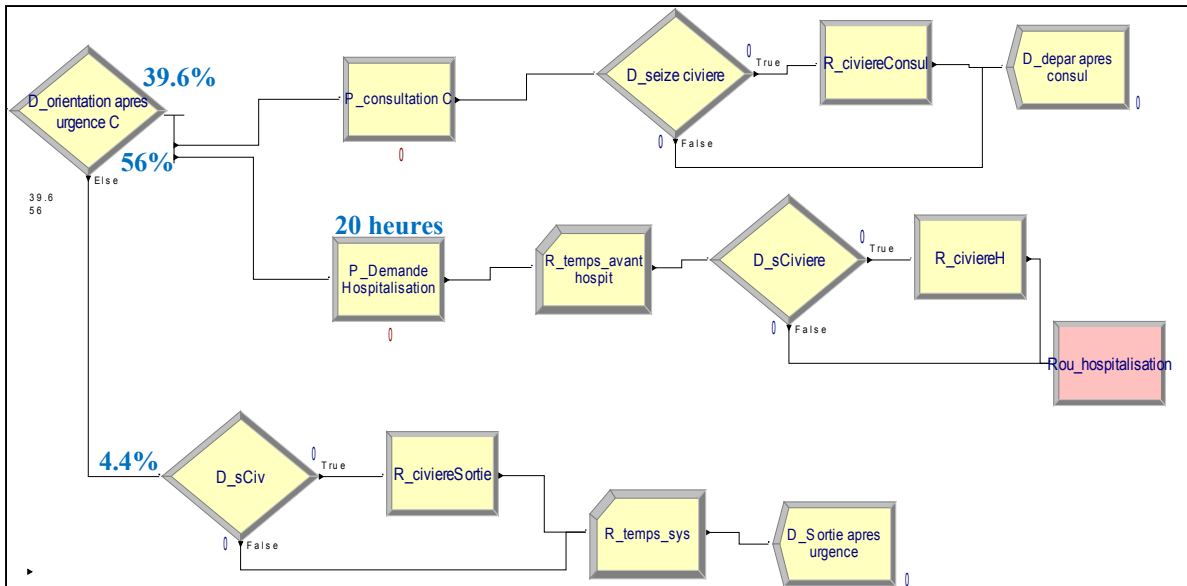 39.6%
D_orientation apres
urgence C
56%
Else
39.6
56
P_consultation C
0
D_seize civiere
0
True
0
False
R_civiereConsul
D_depar apres
consul
0
20 heures
P_Demande
Hospitalisation
0
R_temps_avant
hospit
D_sCiviere
0
True
0
False
R_civiereH
Rou_hospitalisation
4.4%
D_sCiv
0
True
0
False
R_civiereSortie
R_temps_sys
D_Sortie apres
urgence
0